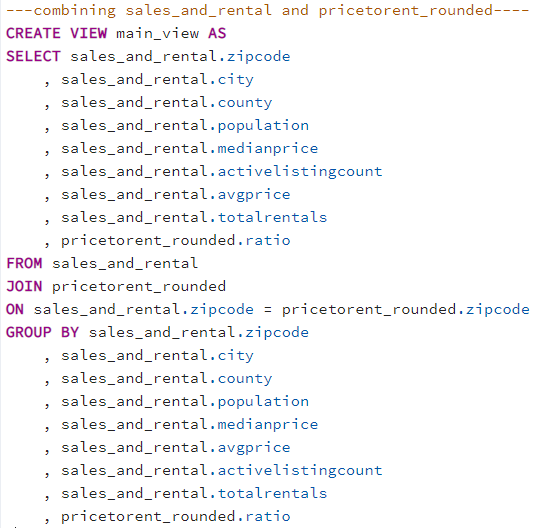 ---combining sales_and_rental and pricetorent_rounded----
CREATE VIEW main_view AS
SELECT sales_and_rental.zipcode
    , sales_and_rental.city
    , sales_and_rental.county
    , sales_and_rental.population
    , sales_and_rental.medianprice
    , sales_and_rental.activelistingcount
    , sales_and_rental.avgprice
    , sales_and_rental.totalrentals
    , pricetorent_rounded.ratio
FROM sales_and_rental
JOIN pricetorent_rounded
ON sales_and_rental.zipcode = pricetorent_rounded.zipcode
GROUP BY sales_and_rental.zipcode
    , sales_and_rental.city
    , sales_and_rental.county
    , sales_and_rental.population
    , sales_and_rental.medianprice
    , sales_and_rental.avgprice
    , sales_and_rental.activelistingcount
    , sales_and_rental.totalrentals
    , pricetorent_rounded.ratio